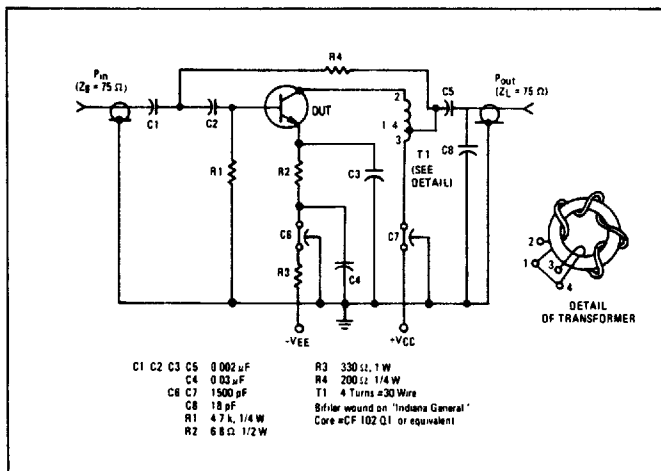 R4
Pin
(Zg = 75 Ω)
Pout
(ZL = 75 Ω)
C1
C2
DUT
C5
2
1 4
3
T1
(SEE
DETAIL)
C8
R1
R2
C3
C6
C7
R3
C4
-VEE
+VCC
2
1
3
4
DETAIL
OF TRANSFORMER
C1 C2 C3 C5 0.002 μF
C4 0.03 μF
C6 C7 1500 pF
C8 18 pF
R1 4.7 k, 1/4 W
R2 6.8 Ω 1/2 W
R3 330 Ω, 1 W
R4 200 Ω 1/4 W
T1 4 Turns #30 Wire
Bifilar wound on "Indiana General"
Core #CF 102 Q1 or equivalent